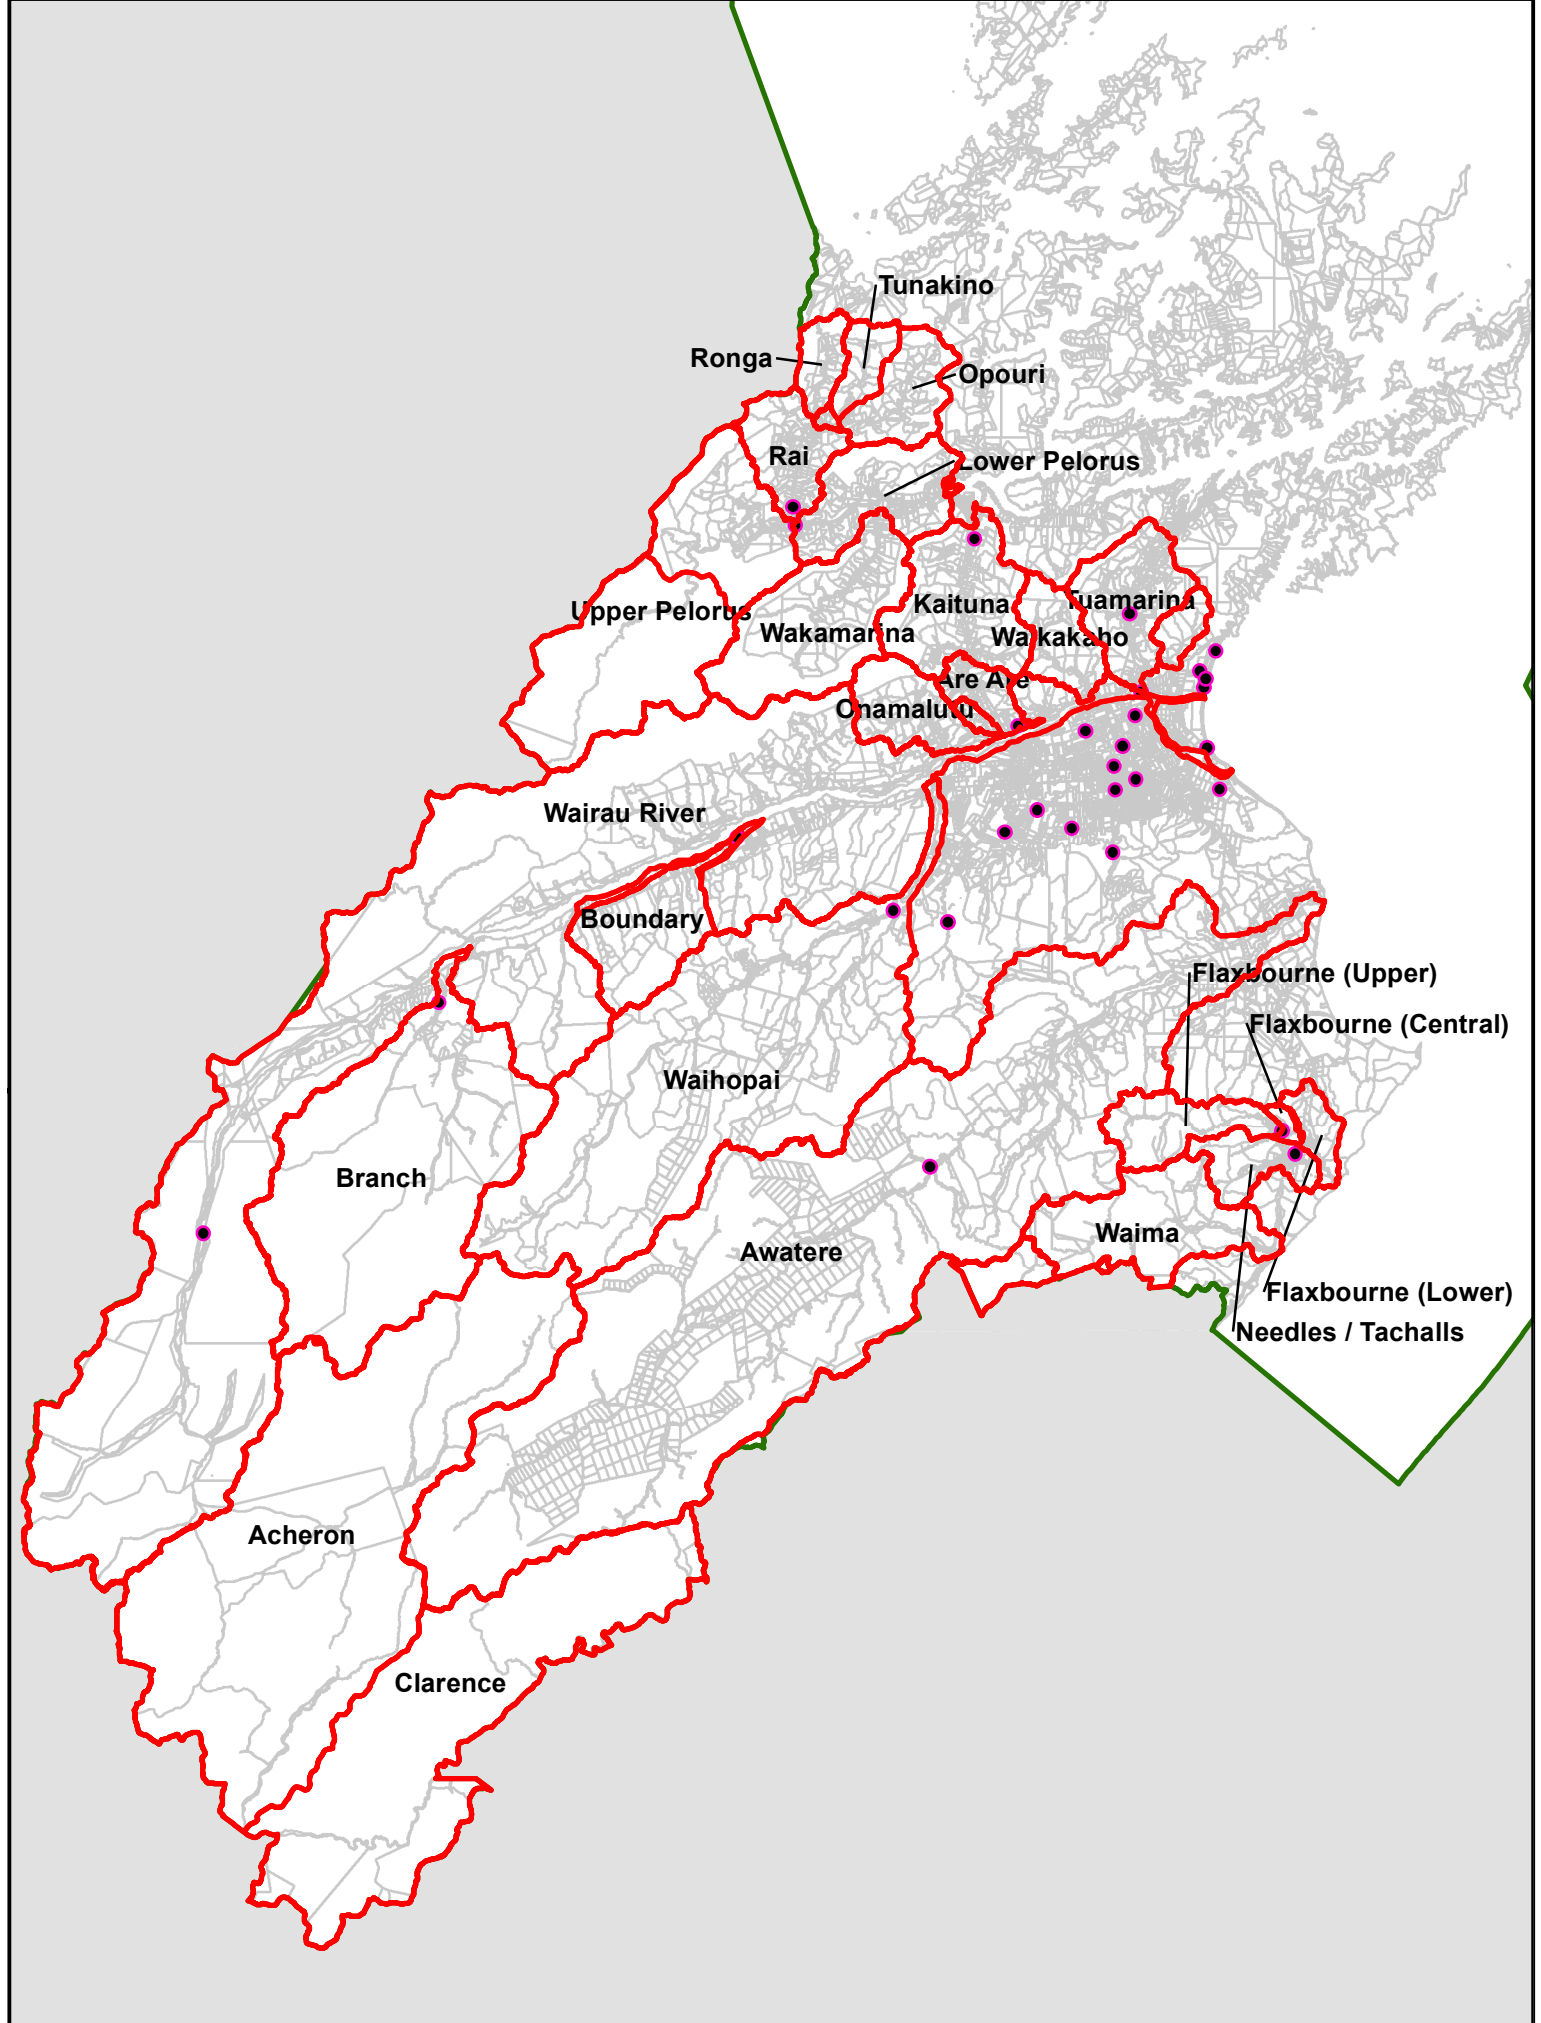 Tunakino
Ronga
Opouri
Rai
Lower Pelorus
Upper Pelorus
Kaituna
Tuamarina
Wakamarina
Waikakaho
Are Are
Onamalutu
Wairau River
Boundary
Flaxbourne (Upper)
Flaxbourne (Central)
Waihopai
Branch
Waima
Awatere
Flaxbourne (Lower)
Needles / Tachalls
Acheron
Clarence